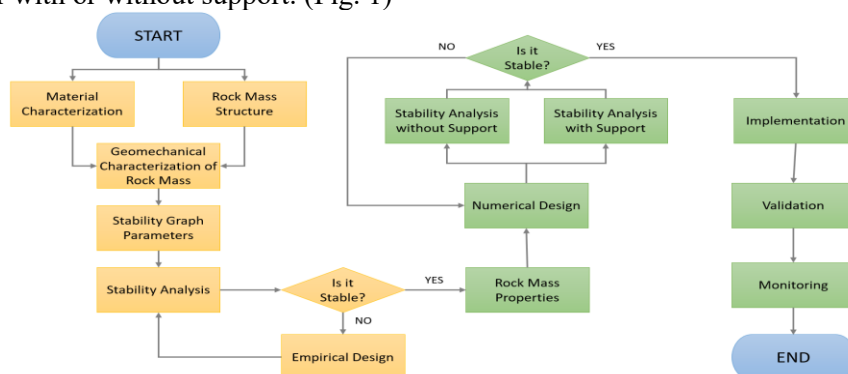 r with or without support. (Fig. 1)
START
Material
Characterization
Rock Mass
Structure
Geomechanical
Characterization of
Rock Mass
Stability Graph
Parameters
Stability Analysis
Is it
Stable?
YES
NO
Empirical Design
Rock Mass
Properties
Numerical Design
Stability Analysis
without Support
Stability Analysis
with Support
Is it
Stable?
NO
YES
Implementation
Validation
Monitoring
END